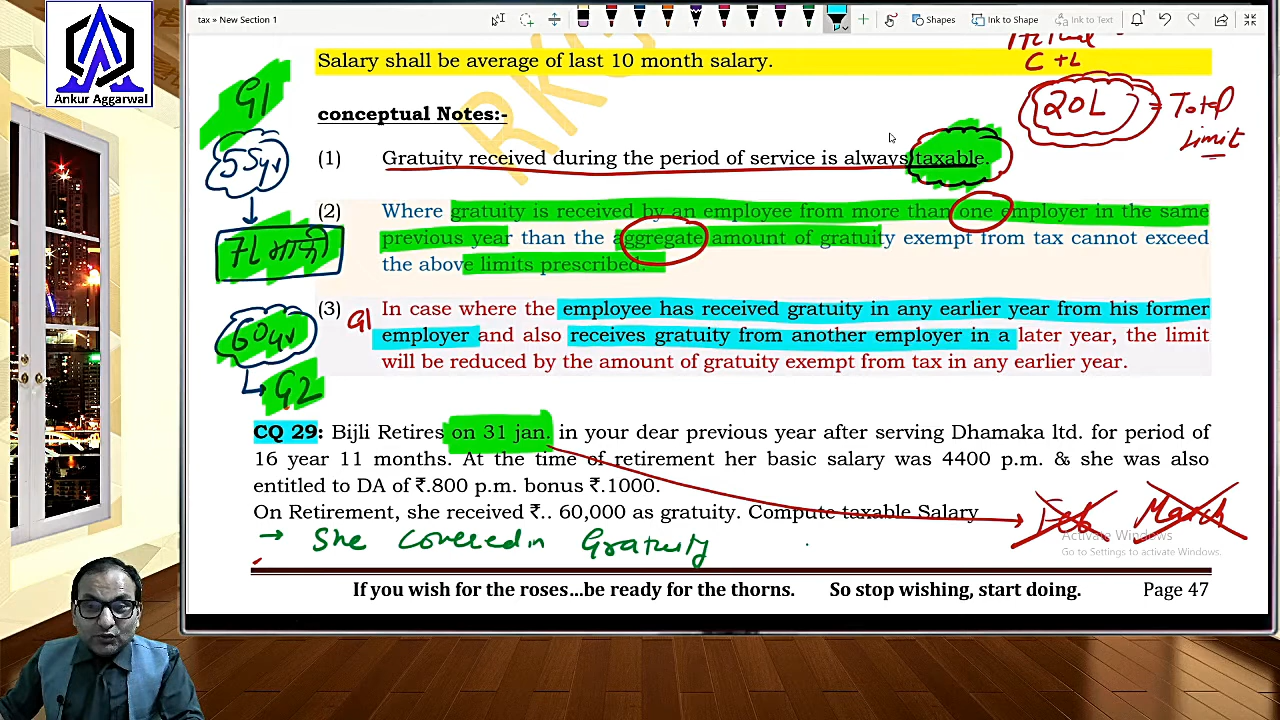 tax » New Section 1
Shapes
Ink to Shape
Ink to Text
Ankur Aggarwal
C + L
Salary shall be average of last 10 month salary.
G1
20L = Total Limit
conceptual Notes:-
(1) Gratuity received during the period of service is always taxable.
55yr
(2) Where gratuity is received by an employee from more than one employer in the same
previous year than the aggregate amount of gratuity exempt from tax cannot exceed
the above limits prescribed.
7L माफी
(3) In case where the employee has received gratuity in any earlier year from his former
G1
employer and also receives gratuity from another employer in a later year, the limit
will be reduced by the amount of gratuity exempt from tax in any earlier year.
60yr
G2
CQ 29: Bijli Retires on 31 jan. in your dear previous year after serving Dhamaka ltd. for period of
16 year 11 months. At the time of retirement her basic salary was 4400 p.m. & she was also
entitled to DA of ₹.800 p.m. bonus ₹.1000.
On Retirement, she received ₹.. 60,000 as gratuity. Compute taxable Salary
Feb March
→ She covered in Gratuity
Activate Windows
Go to Settings to activate Windows.
If you wish for the roses...be ready for the thorns. So stop wishing, start doing. Page 47